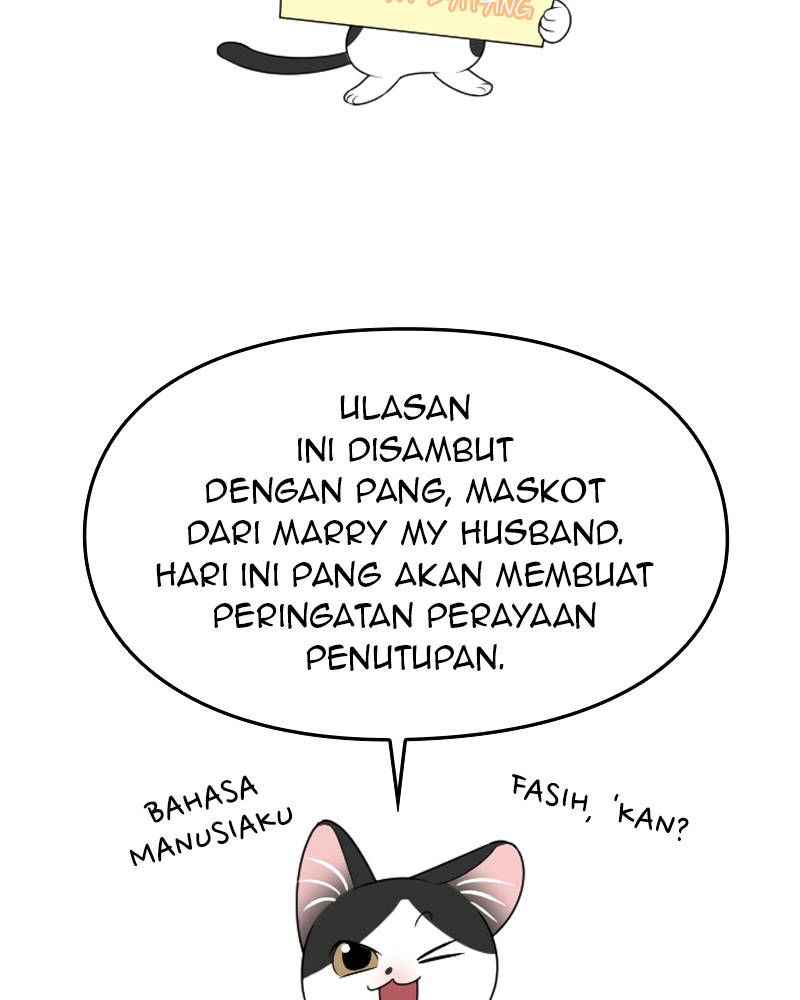 DATANG
ULASAN
INI DISAMBUT
DENGAN PANG, MASKOT
DARI MARRY MY HUSBAND.
HARI INI PANG AKAN MEMBUAT
PERINGATAN PERAYAAN
PENUTUPAN.
BAHASA
MANUSIAKU
FASIH, 'KAN?